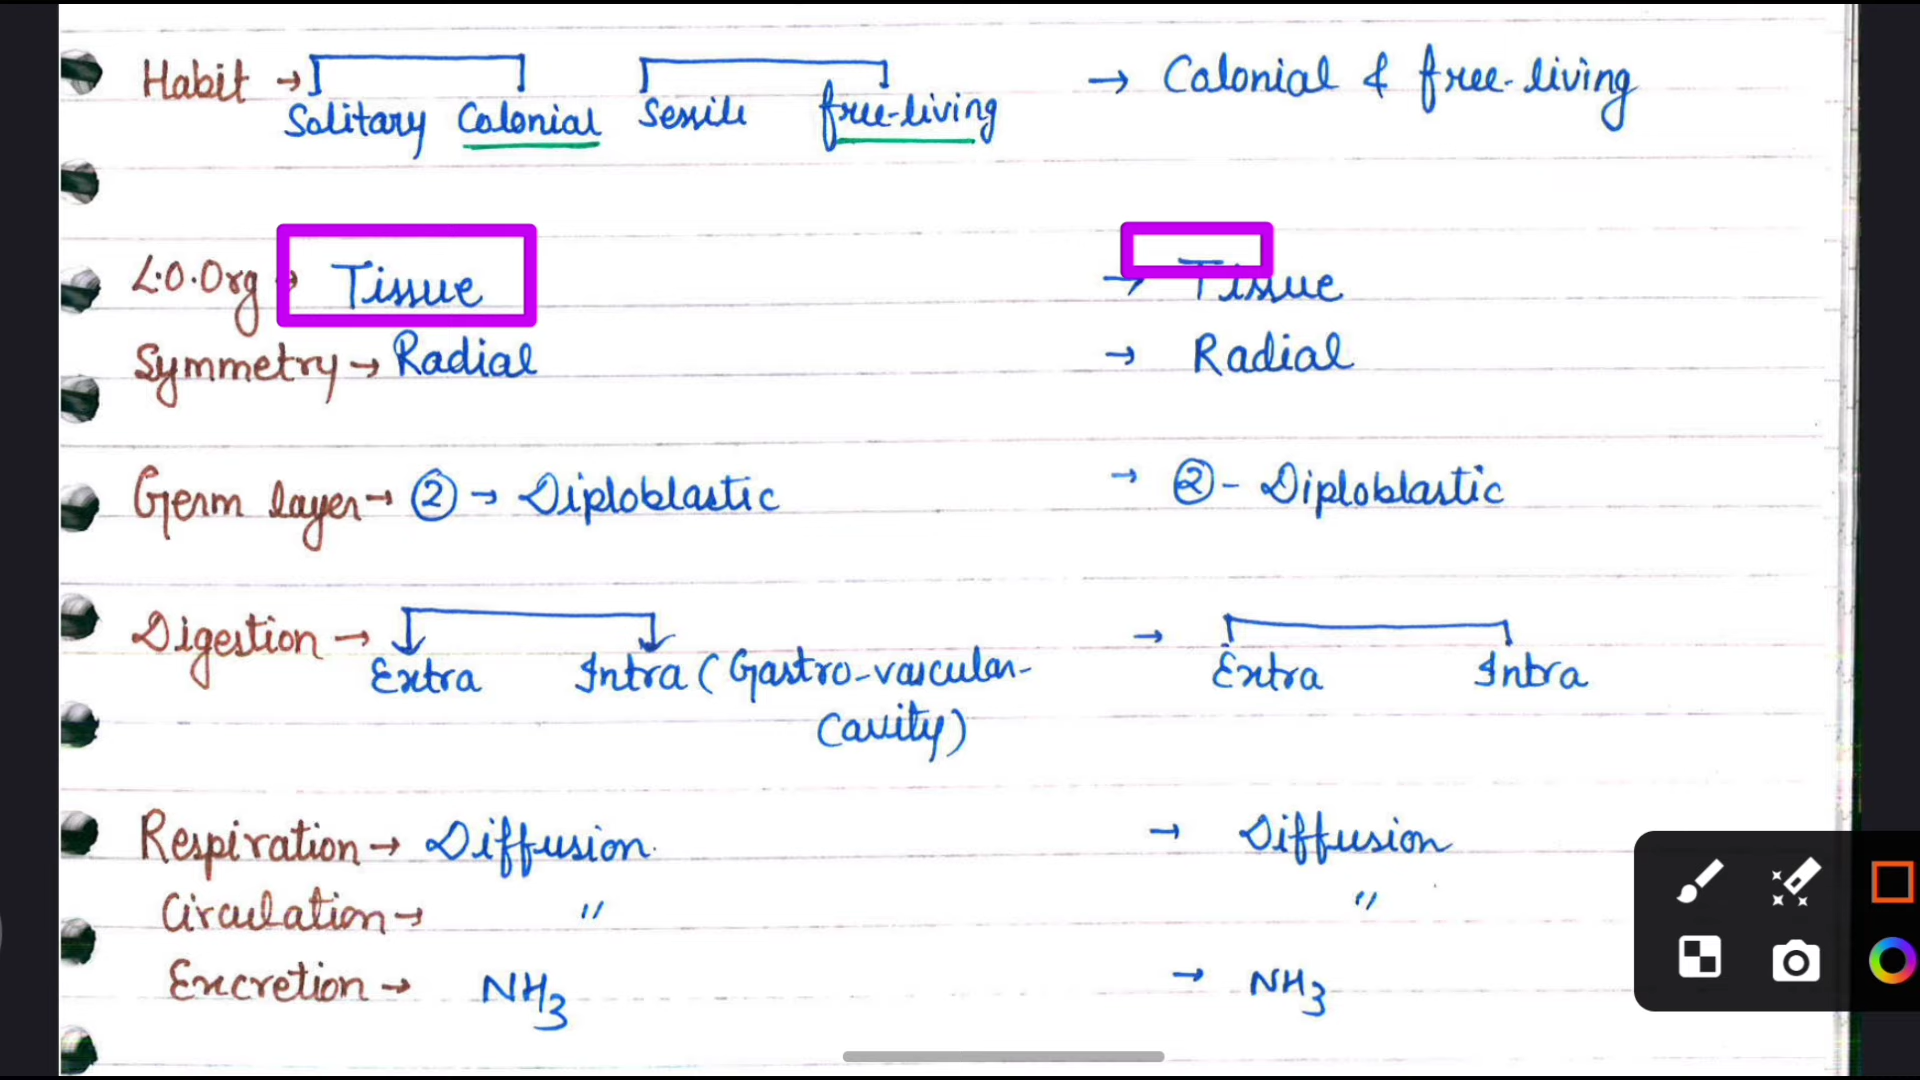 Habit → Solitary Colonial Sessile free-living → Colonial & free-living
L.O.Org → Tissue → Tissue
Symmetry → Radial → Radial
Germ layer → ② → Diploblastic → ② - Diploblastic
Digestion → Extra Intra (Gastro-vascular- → Extra Intra
Cavity)
Respiration → Diffusion. → Diffusion
Circulation → " "
Excretion → NH3 → NH3